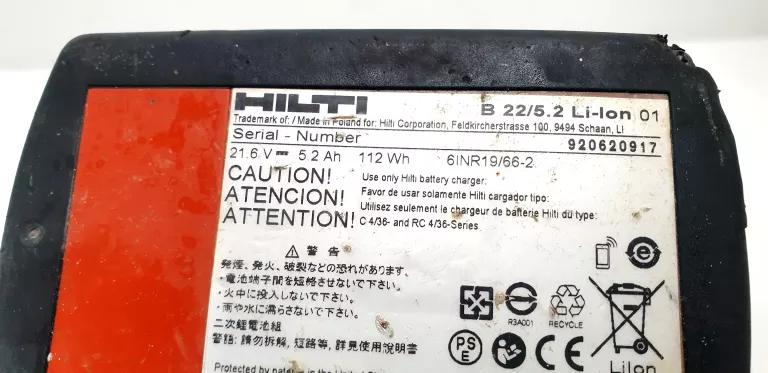 HILTI
B 22/5.2 Li-Ion 01
Trademark of: / Made in Poland for: Hilti Corporation, Feldkircherstrasse 100, 9494 Schaan, LI
Serial - Number
920620917
21.6 V 5.2 Ah 112 Wh 6INR19/66-2
CAUTION! Use only Hilti battery charger:
ATENCION! Favor de usar solamente Hilti cargador tipo:
ATTENTION! Utilisez seulement le chargeur de batterie Hilti du type:
C 4/36- and RC 4/36-Series
警告
発煙、発火、破裂などの恐れがあります。
・電池端子間を短絡させないで下さい。
・火中に投入しないで下さい。
・雨や水に濡らさないで下さい。
二次鋰電池組
警語: 請勿拆解, 短路等, 詳見使用說明書
R3A001
RECYCLE
PS
E
CE
Li Ion
Protected by